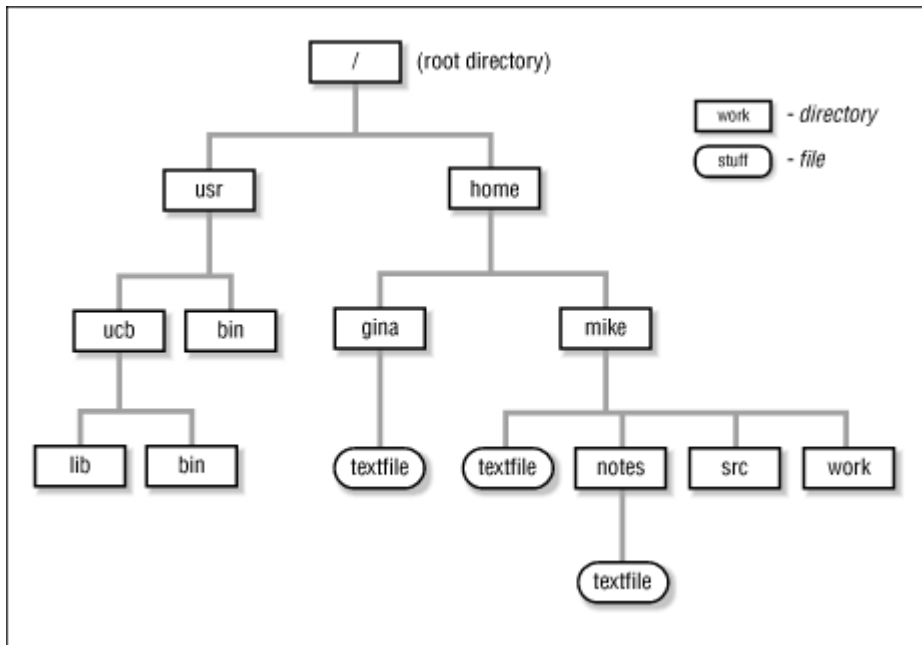 / (root directory)
work - directory
stuff - file
usr home
ucb bin gina mike
lib bin textfile textfile notes src work
textfile